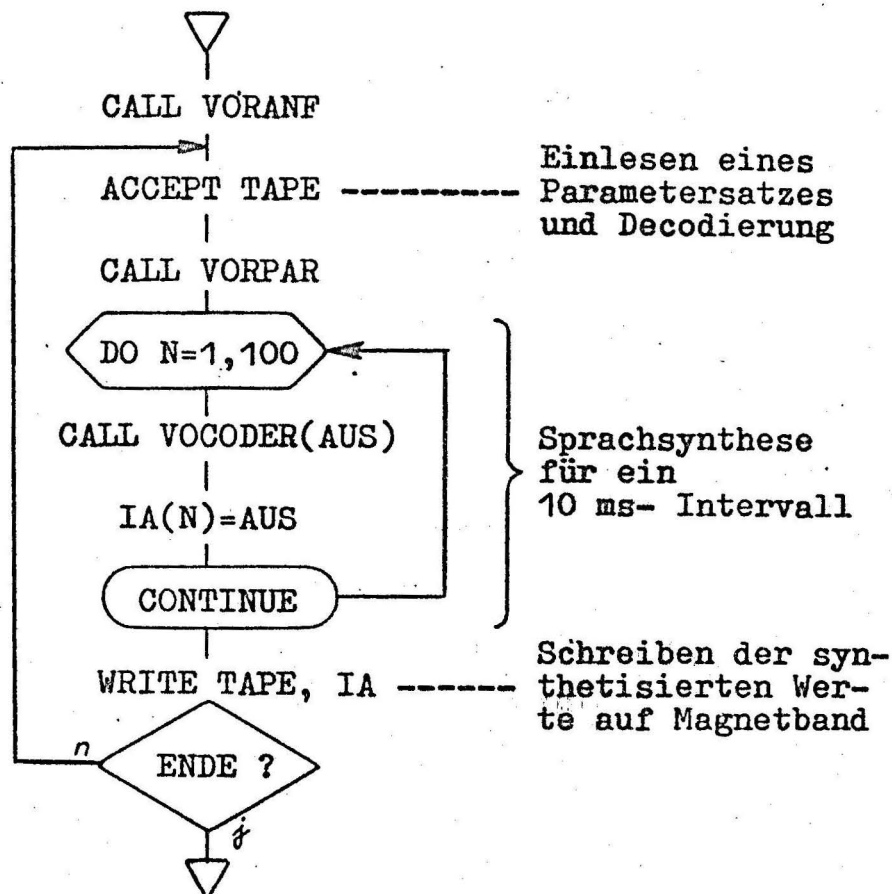 CALL VORANF
ACCEPT TAPE
Einlesen eines
Parametersatzes
und Decodierung
CALL VORPAR
DO N=1,100
CALL VOCODER(AUS)
IA(N)=AUS
CONTINUE
Sprachsynthese
für ein
10 ms- Intervall
WRITE TAPE, IA
Schreiben der syn-
thetisierten Wer-
te auf Magnetband
n
ENDE ?
j